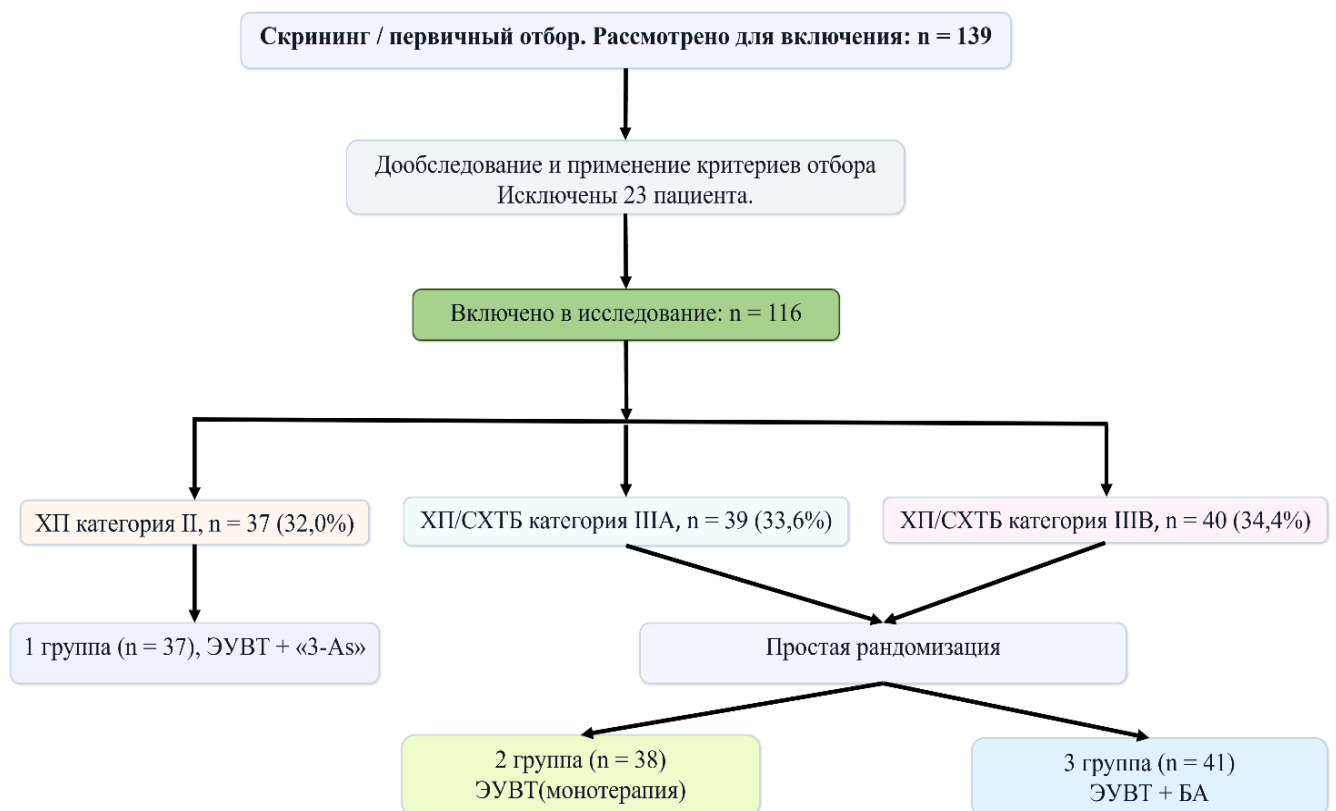 Скрининг / первичный отбор. Рассмотрено для включения: n = 139
Дообследование и применение критериев отбора
Исключены 23 пациента.
Включено в исследование: n = 116
ХП категория II, n = 37 (32,0%)
ХП/СХТБ категория IIIA, n = 39 (33,6%)
ХП/СХТБ категория IIIB, n = 40 (34,4%)
1 группа (n = 37), ЭУВТ + «3-As»
Простая рандомизация
2 группа (n = 38)
ЭУВТ(монотерапия)
3 группа (n = 41)
ЭУВТ + БА